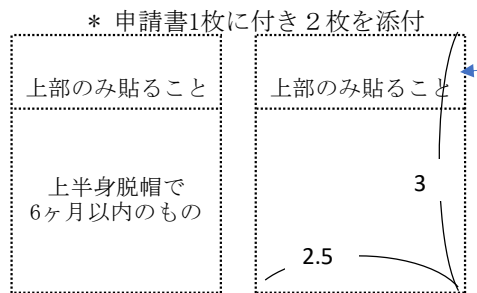 * 申請書1枚に付き２枚を添付
上部のみ貼ること
上部のみ貼ること
上半身脱帽で
6ヶ月以内のもの
3
2.5